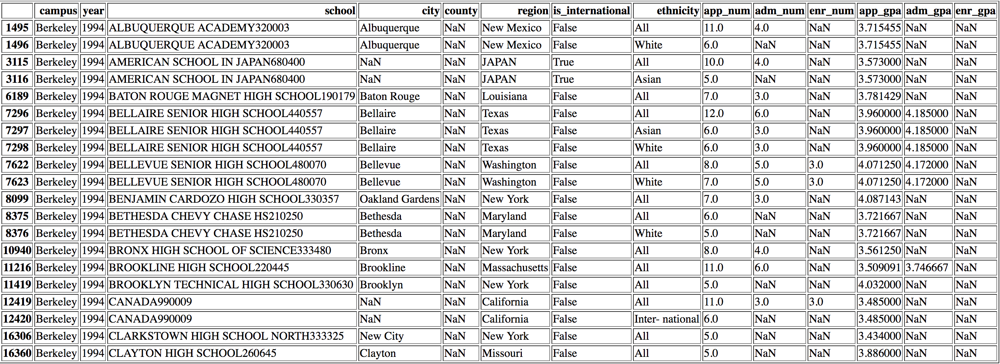 campus year school city county region is_international ethnicity app_num adm_num enr_num app_gpa adm_gpa enr_gpa
1495 Berkeley 1994 ALBUQUERQUE ACADEMY320003 Albuquerque NaN New Mexico False All 11.0 4.0 NaN 3.715455 NaN NaN
1496 Berkeley 1994 ALBUQUERQUE ACADEMY320003 Albuquerque NaN New Mexico False White 6.0 NaN NaN 3.715455 NaN NaN
3115 Berkeley 1994 AMERICAN SCHOOL IN JAPAN680400 NaN NaN JAPAN True All 10.0 4.0 NaN 3.573000 NaN NaN
3116 Berkeley 1994 AMERICAN SCHOOL IN JAPAN680400 NaN NaN JAPAN True Asian 5.0 NaN NaN 3.573000 NaN NaN
6189 Berkeley 1994 BATON ROUGE MAGNET HIGH SCHOOL190179 Baton Rouge NaN Louisiana False All 7.0 3.0 NaN 3.781429 NaN NaN
7296 Berkeley 1994 BELLAIRE SENIOR HIGH SCHOOL440557 Bellaire NaN Texas False All 12.0 6.0 NaN 3.960000 4.185000 NaN
7297 Berkeley 1994 BELLAIRE SENIOR HIGH SCHOOL440557 Bellaire NaN Texas False Asian 6.0 3.0 NaN 3.960000 4.185000 NaN
7298 Berkeley 1994 BELLAIRE SENIOR HIGH SCHOOL440557 Bellaire NaN Texas False White 6.0 3.0 NaN 3.960000 4.185000 NaN
7622 Berkeley 1994 BELLEVUE SENIOR HIGH SCHOOL480070 Bellevue NaN Washington False All 8.0 5.0 3.0 4.071250 4.172000 NaN
7623 Berkeley 1994 BELLEVUE SENIOR HIGH SCHOOL480070 Bellevue NaN Washington False White 7.0 5.0 3.0 4.071250 4.172000 NaN
8099 Berkeley 1994 BENJAMIN CARDOZO HIGH SCHOOL330357 Oakland Gardens NaN New York False All 7.0 3.0 NaN 4.087143 NaN NaN
8375 Berkeley 1994 BETHESDA CHEVY CHASE HS210250 Bethesda NaN Maryland False All 6.0 NaN NaN 3.721667 NaN NaN
8376 Berkeley 1994 BETHESDA CHEVY CHASE HS210250 Bethesda NaN Maryland False White 5.0 NaN NaN 3.721667 NaN NaN
10940 Berkeley 1994 BRONX HIGH SCHOOL OF SCIENCE333480 Bronx NaN New York False All 8.0 4.0 NaN 3.561250 NaN NaN
11216 Berkeley 1994 BROOKLINE HIGH SCHOOL220445 Brookline NaN Massachusetts False All 11.0 6.0 NaN 3.509091 3.746667 NaN
11419 Berkeley 1994 BROOKLYN TECHNICAL HIGH SCHOOL330630 Brooklyn NaN New York False All 5.0 NaN NaN 4.032000 NaN NaN
12419 Berkeley 1994 CANADA990009 NaN NaN California False All 11.0 3.0 3.0 3.485000 NaN NaN
12420 Berkeley 1994 CANADA990009 NaN NaN California False Inter- national 6.0 NaN NaN 3.485000 NaN NaN
16306 Berkeley 1994 CLARKSTOWN HIGH SCHOOL NORTH333325 New City NaN New York False All 5.0 NaN NaN 3.434000 NaN NaN
16360 Berkeley 1994 CLAYTON HIGH SCHOOL260645 Clayton NaN Missouri False All 5.0 NaN NaN 3.886000 NaN NaN